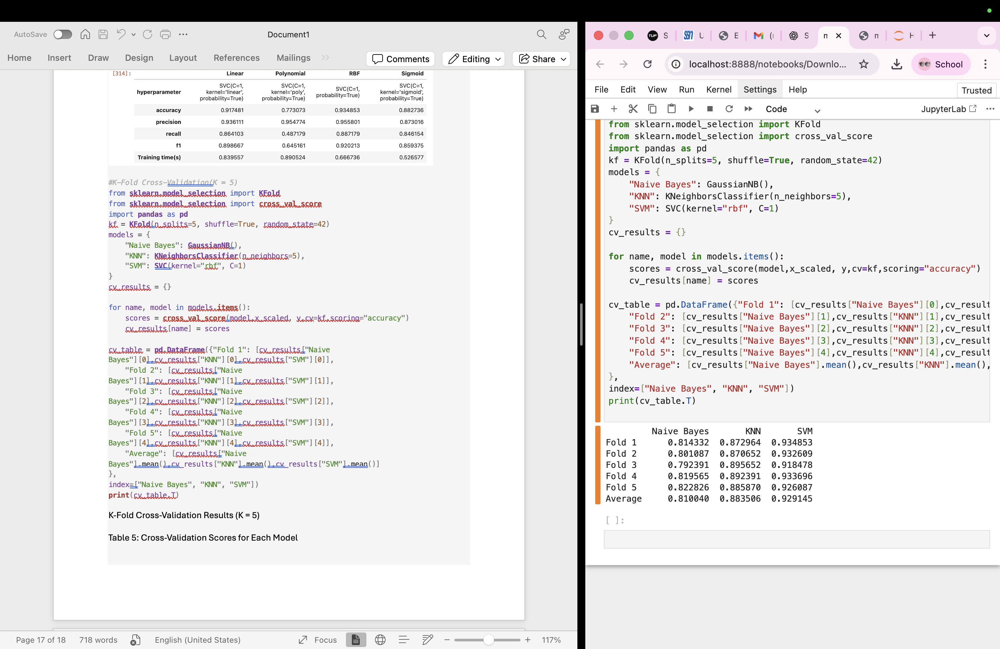 AutoSave
Document1
Home Insert Draw Design Layout References Mailings
Comments Editing Share
[314]: Linear Polynomial RBF Sigmoid
hyperparameter SVC(C=1, kernel='linear', probability=True) SVC(C=1, kernel='poly', probability=True) SVC(C=1, probability=True) SVC(C=1, kernel='sigmoid', probability=True)
accuracy 0.917481 0.773073 0.934853 0.882736
precision 0.936111 0.954774 0.955801 0.873016
recall 0.864103 0.487179 0.887179 0.846154
f1 0.898667 0.645161 0.920213 0.859375
Training time(s) 0.839557 0.890524 0.666736 0.526577
#K-Fold Cross-Validation(K = 5)
from sklearn.model_selection import KFold
from sklearn.model_selection import cross_val_score
import pandas as pd
kf = KFold(n_splits=5, shuffle=True, random_state=42)
models = {
    "Naive Bayes": GaussianNB(),
    "KNN": KNeighborsClassifier(n_neighbors=5),
    "SVM": SVC(kernel="rbf", C=1)
}
cv_results = {}
for name, model in models.items():
    scores = cross_val_score(model,x_scaled, y,cv=kf,scoring="accuracy")
    cv_results[name] = scores
cv_table = pd.DataFrame({"Fold 1": [cv_results["Naive
Bayes"][0],cv_results["KNN"][0],cv_results["SVM"][0]],
    "Fold 2": [cv_results["Naive
Bayes"][1],cv_results["KNN"][1],cv_results["SVM"][1]],
    "Fold 3": [cv_results["Naive
Bayes"][2],cv_results["KNN"][2],cv_results["SVM"][2]],
    "Fold 4": [cv_results["Naive
Bayes"][3],cv_results["KNN"][3],cv_results["SVM"][3]],
    "Fold 5": [cv_results["Naive
Bayes"][4],cv_results["KNN"][4],cv_results["SVM"][4]],
    "Average": [cv_results["Naive
Bayes"].mean(),cv_results["KNN"].mean(),cv_results["SVM"].mean()]
},
index=["Naive Bayes", "KNN", "SVM"])
print(cv_table.T)
K-Fold Cross-Validation Results (K = 5)
Table 5: Cross-Validation Scores for Each Model
Page 17 of 18 718 words English (United States) Focus 117%
TUF S SSN U E S
localhost:8888/notebooks/Downlo... School
File Edit View Run Kernel Settings Help Trusted
Code JupyterLab
from sklearn.model_selection import KFold
from sklearn.model_selection import cross_val_score
import pandas as pd
kf = KFold(n_splits=5, shuffle=True, random_state=42)
models = {
    "Naive Bayes": GaussianNB(),
    "KNN": KNeighborsClassifier(n_neighbors=5),
    "SVM": SVC(kernel="rbf", C=1)
}
cv_results = {}
for name, model in models.items():
    scores = cross_val_score(model,x_scaled, y,cv=kf,scoring="accuracy")
    cv_results[name] = scores
cv_table = pd.DataFrame({"Fold 1": [cv_results["Naive Bayes"][0],cv_result
    "Fold 2": [cv_results["Naive Bayes"][1],cv_results["KNN"][1],cv_result
    "Fold 3": [cv_results["Naive Bayes"][2],cv_results["KNN"][2],cv_result
    "Fold 4": [cv_results["Naive Bayes"][3],cv_results["KNN"][3],cv_result
    "Fold 5": [cv_results["Naive Bayes"][4],cv_results["KNN"][4],cv_result
    "Average": [cv_results["Naive Bayes"].mean(),cv_results["KNN"].mean(),
},
index=["Naive Bayes", "KNN", "SVM"])
print(cv_table.T)
Naive Bayes KNN SVM
Fold 1 0.814332 0.872964 0.934853
Fold 2 0.801087 0.870652 0.932609
Fold 3 0.792391 0.895652 0.918478
Fold 4 0.819565 0.892391 0.933696
Fold 5 0.822826 0.885870 0.926087
Average 0.810040 0.883506 0.929145
[ ]: